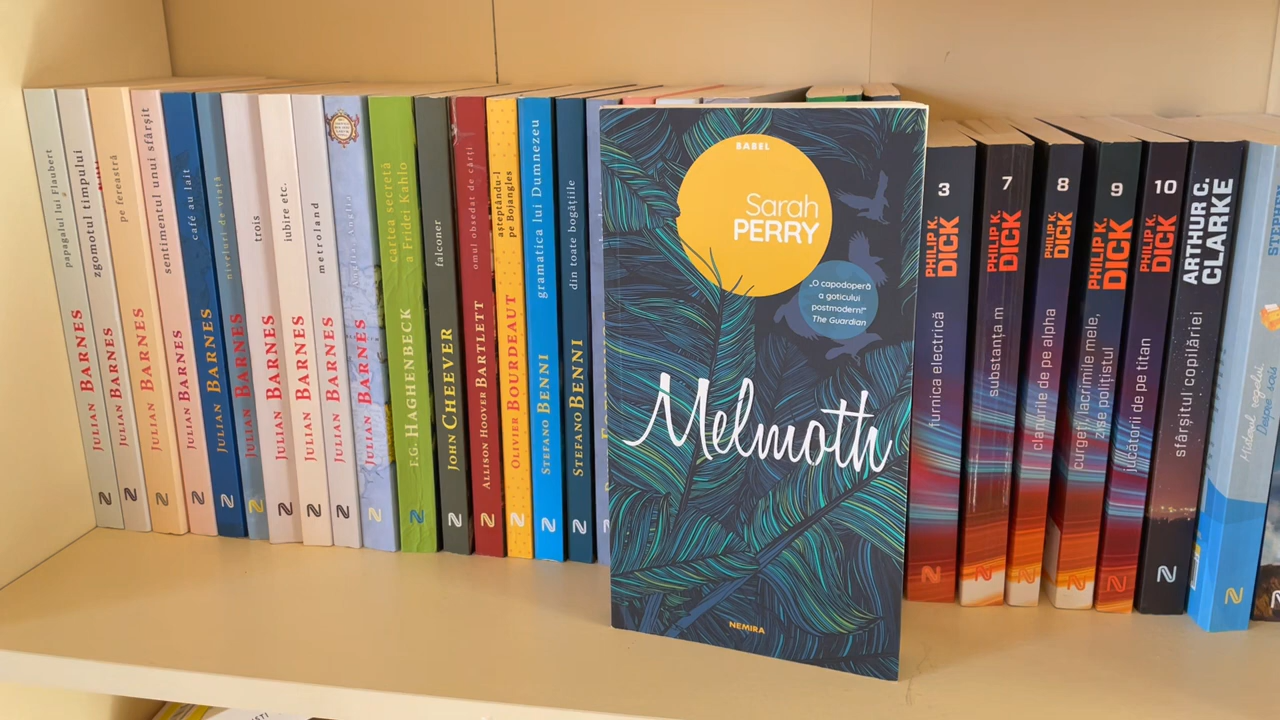 papagalul lui Flaubert
JULIAN BARNES
zgomotul timpului
JULIAN BARNES
pe fereastră
JULIAN BARNES
sentimentul unui sfârșit
JULIAN BARNES
café au lait
JULIAN BARNES
niveluri de viață
JULIAN BARNES
trois
JULIAN BARNES
iubire etc.
JULIAN BARNES
metroland
JULIAN BARNES
Anglia, Anglia
JULIAN BARNES
cartea secretă
a Fridei Kahlo
F.G. HAGHENBECK
falconer
JOHN CHEEVER
omul obsedat de cărți
ALLISON HOOVER BARTLETT
așteptându-l
pe Bojangles
OLIVIER BOURDEAUT
gramatica lui Dumnezeu
STEFANO BENNI
din toate bogățiile
STEFANO BENNI
BABEL
Sarah
PERRY
„O capodoperă
a goticului
postmodern!”
The Guardian
Melmoth
NEMIRA
3
PHILIP K.
DICK
furnica electrică
7
PHILIP K.
DICK
substanța m
8
PHILIP K.
DICK
clanurile de pe alpha
9
PHILIP K.
DICK
curgeți, lacrimile mele,
zise polițistul
10
PHILIP K.
DICK
jucătorii de pe titan
ARTHUR C.
CLARKE
sfârșitul copilăriei